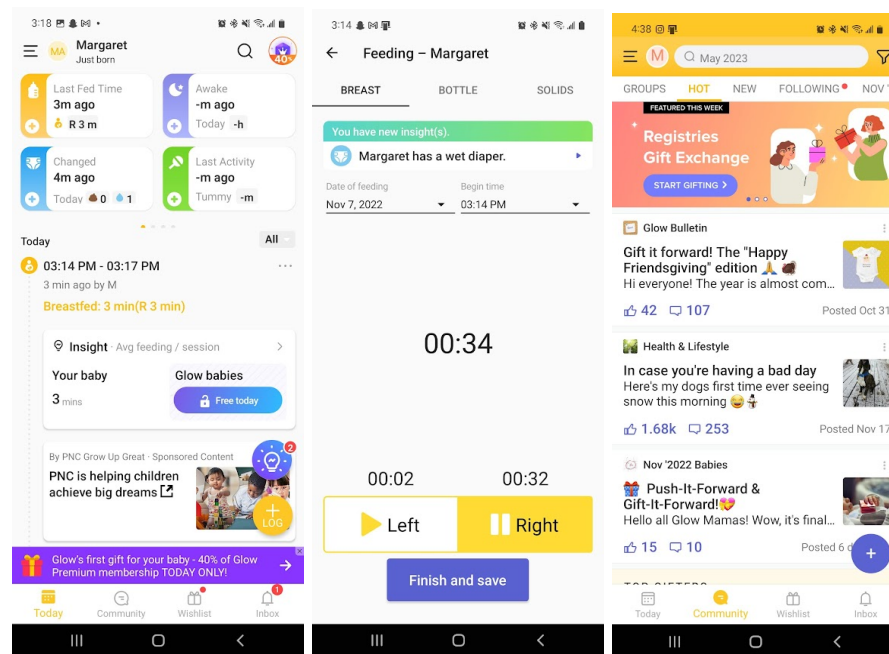 3:18
MA
Margaret
Just born
40%
Last Fed Time
3m ago
R 3 m
Awake
-m ago
Today -h
Changed
4m ago
Today 0 1
Last Activity
-m ago
Tummy -m
Today
All
03:14 PM - 03:17 PM
3 min ago by M
Breastfed: 3 min(R 3 min)
Insight · Avg feeding / session
Your baby
3 mins
Glow babies
Free today
By PNC Grow Up Great · Sponsored Content
PNC is helping children
achieve big dreams
2
LOG
Glow's first gift for your baby - 40% of Glow
Premium membership TODAY ONLY!
Today
Community
Wishlist
1
Inbox
3:14
Feeding – Margaret
BREAST
BOTTLE
SOLIDS
You have new insight(s).
Margaret has a wet diaper.
Date of feeding
Nov 7, 2022
Begin time
03:14 PM
00:34
00:02
00:32
Left
Right
Finish and save
4:38
M
May 2023
GROUPS
HOT
NEW
FOLLOWING
NOV '
FEATURED THIS WEEK
Registries
Gift Exchange
START GIFTING
Glow Bulletin
Gift it forward! The "Happy
Friendsgiving" edition
Hi everyone! The year is almost com...
42
107
Posted Oct 31
Health & Lifestyle
In case you're having a bad day
Here's my dogs first time ever seeing
snow this morning
1.68k
253
Posted Nov 17
Nov '2022 Babies
Push-It-Forward &
Gift-It-Forward!
Hello all Glow Mamas! Wow, it's final...
15
10
Posted 6 d
TOP GIFTERS
Today
Community
Wishlist
Inbox